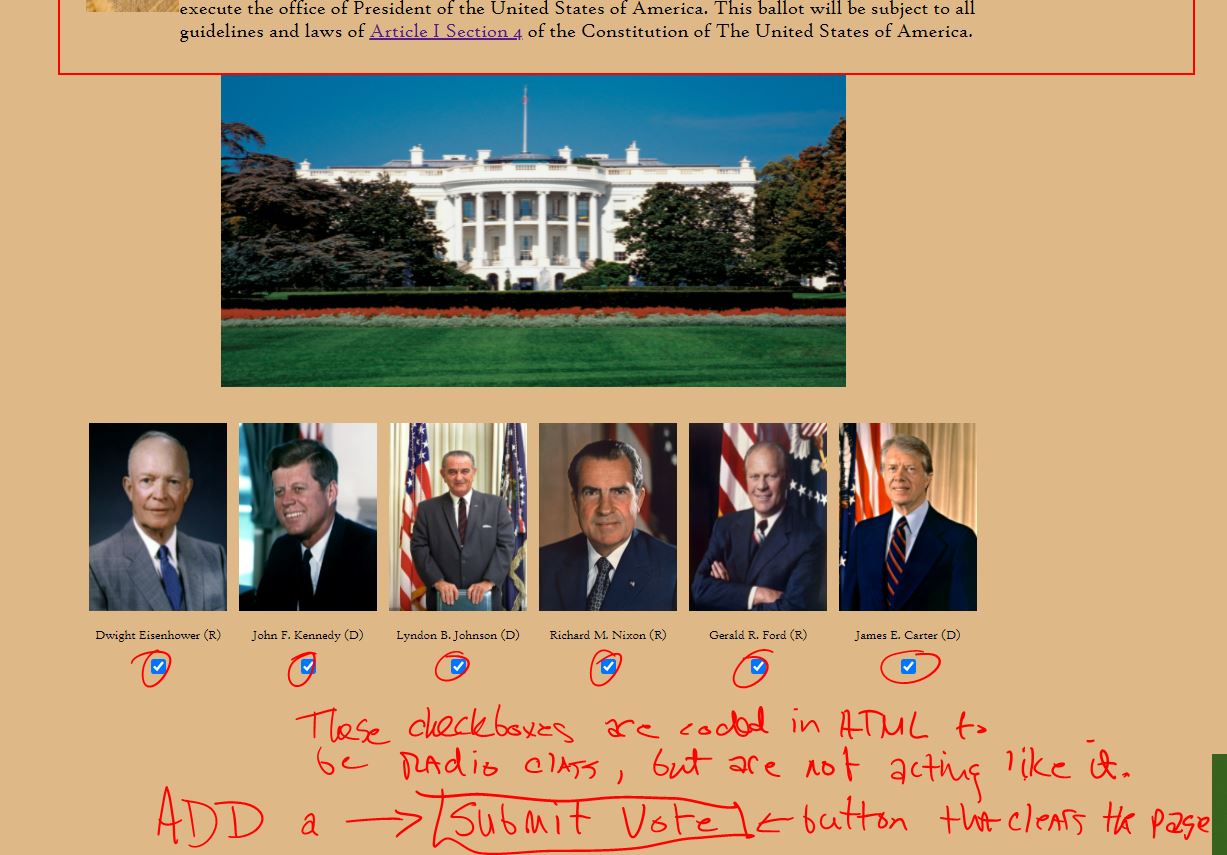 execute the office of President of the United States of America. This ballot will be subject to all
guidelines and laws of Article I Section 4 of the Constitution of The United States of America.
Dwight Eisenhower (R) John F. Kennedy (D) Lyndon B. Johnson (D) Richard M. Nixon (R) Gerald R. Ford (R) James E. Carter (D)
These checkboxes are coded in HTML to
be Radio class, but are not acting like it.
ADD a → Submit Vote ← button that clears the page